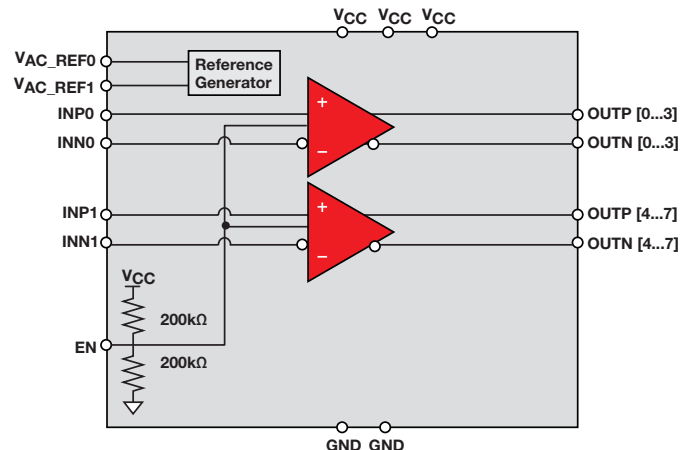 VCC VCC VCC
VAC_REF0
Reference
Generator
VAC_REF1
INP0
+
OUTP [0...3]
INN0
−
OUTN [0...3]
INP1
+
OUTP [4...7]
INN1
−
OUTN [4...7]
VCC
200kΩ
EN
200kΩ
GND GND